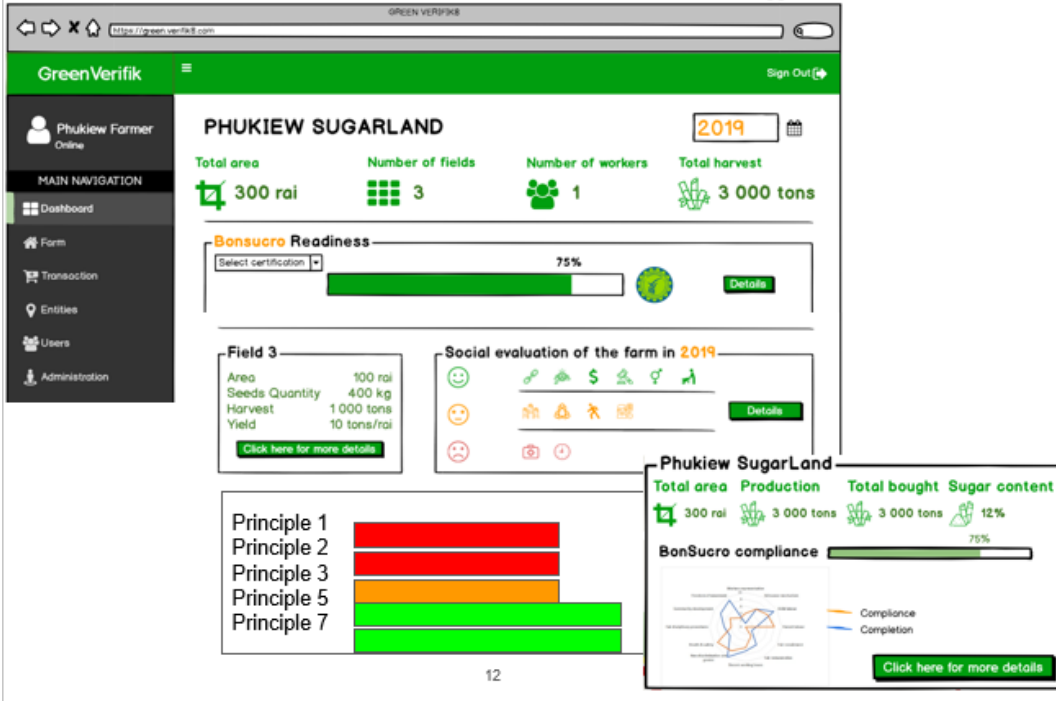 GREEN VERIFIK8
https://green.verifik8.com
GreenVerifik
Sign Out
Phukiew Farmer
Online
MAIN NAVIGATION
Dashboard
Farm
Transaction
Entities
Users
Administration
PHUKIEW SUGARLAND
2019
Total area
300 rai
Number of fields
3
Number of workers
1
Total harvest
3 000 tons
Bonsucro Readiness
Select certification
75%
Details
Field 3
Area 100 rai
Seeds Quantity 400 kg
Harvest 1 000 tons
Yield 10 tons/rai
Click here for more details
Social evaluation of the farm in 2019
$
Details
Principle 1
Principle 2
Principle 3
Principle 5
Principle 7
12
Phukiew SugarLand
Total area Production Total bought Sugar content
300 rai 3 000 tons 3 000 tons 12%
75%
BonSucro compliance
Compliance
Completion
Click here for more details